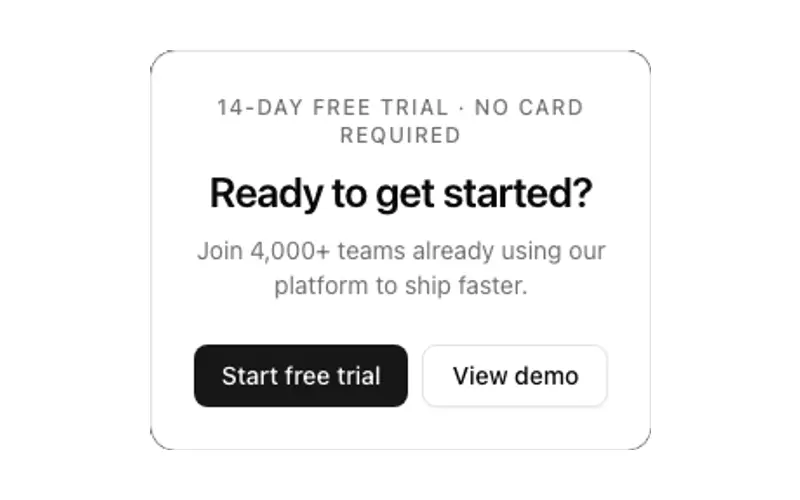 14-DAY FREE TRIAL · NO CARD
REQUIRED
Ready to get started?
Join 4,000+ teams already using our
platform to ship faster.
Start free trial
View demo